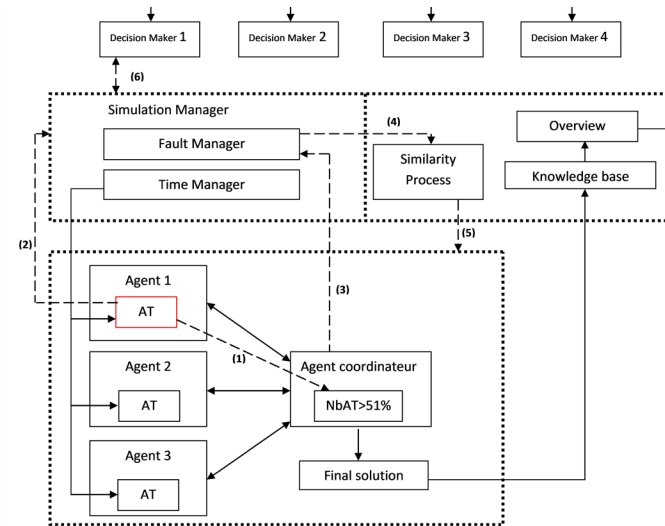 Decision Maker 1
Decision Maker 2
Decision Maker 3
Decision Maker 4
(6)
Simulation Manager
Fault Manager
(4)
Time Manager
Similarity
Process
Overview
Knowledge base
(2)
(5)
(3)
Agent 1
AT
(1)
Agent 2
AT
Agent coordinateur
NbAT>51%
Agent 3
AT
Final solution